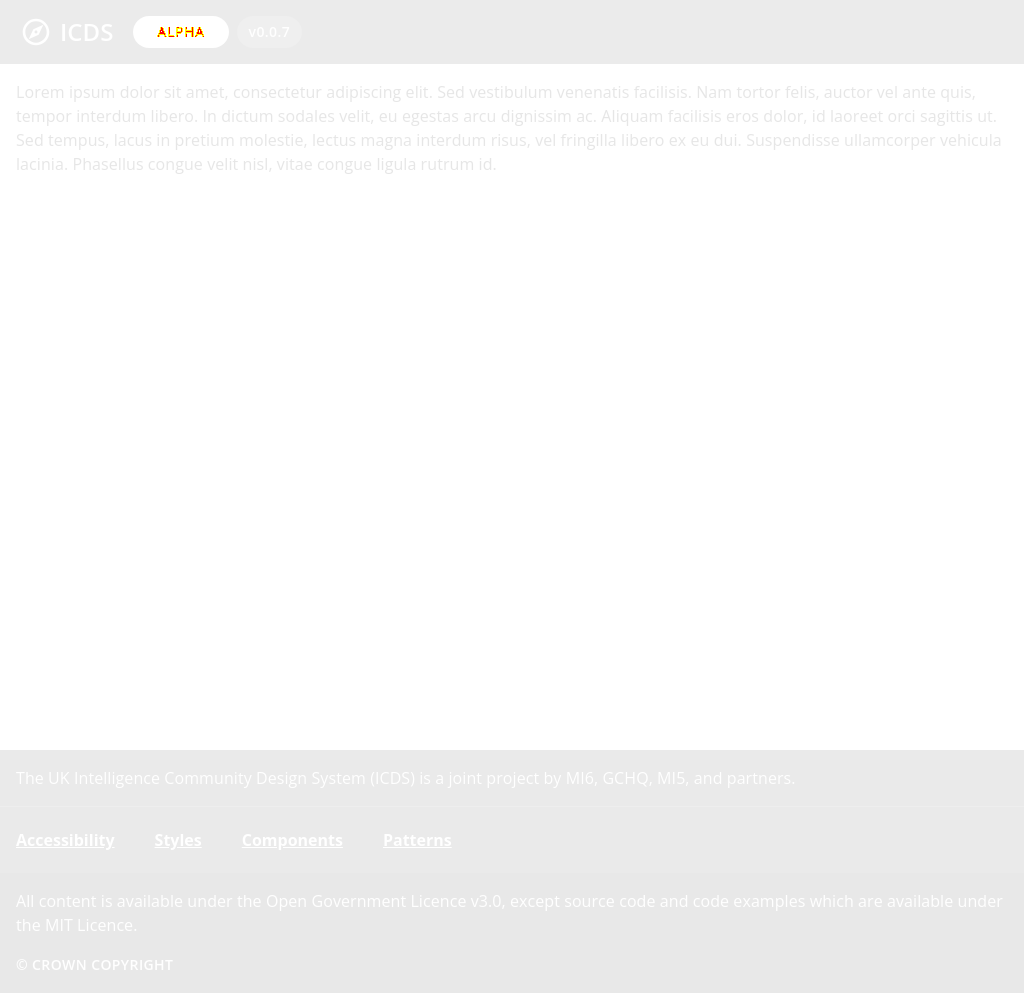 ICDS ALPHA v0.0.7
Lorem ipsum dolor sit amet, consectetur adipiscing elit. Sed vestibulum venenatis facilisis. Nam tortor felis, auctor vel ante quis,
tempor interdum libero. In dictum sodales velit, eu egestas arcu dignissim ac. Aliquam facilisis eros dolor, id laoreet orci sagittis ut.
Sed tempus, lacus in pretium molestie, lectus magna interdum risus, vel fringilla libero ex eu dui. Suspendisse ullamcorper vehicula
lacinia. Phasellus congue velit nisl, vitae congue ligula rutrum id.
The UK Intelligence Community Design System (ICDS) is a joint project by MI6, GCHQ, MI5, and partners.
Accessibility Styles Components Patterns
All content is available under the Open Government Licence v3.0, except source code and code examples which are available under
the MIT Licence.
© CROWN COPYRIGHT